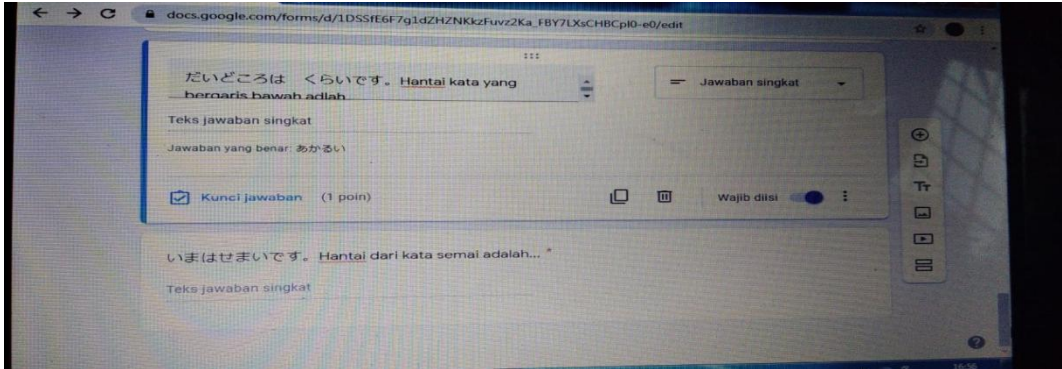 docs.google.com/forms/d/1DSSfE6F7g1dZHZNKkzFuvz2Ka_FBY7LXsCHBCpl0-e0/edit
だいどころは くらいです。Hantai kata yang
bergaris bawah adlah
Jawaban singkat
Teks jawaban singkat
Jawaban yang benar: あかるい
Kunci jawaban (1 poin)
Wajib diisi
いまはせまいです。Hantai dari kata semai adalah... *
Teks jawaban singkat
16:56